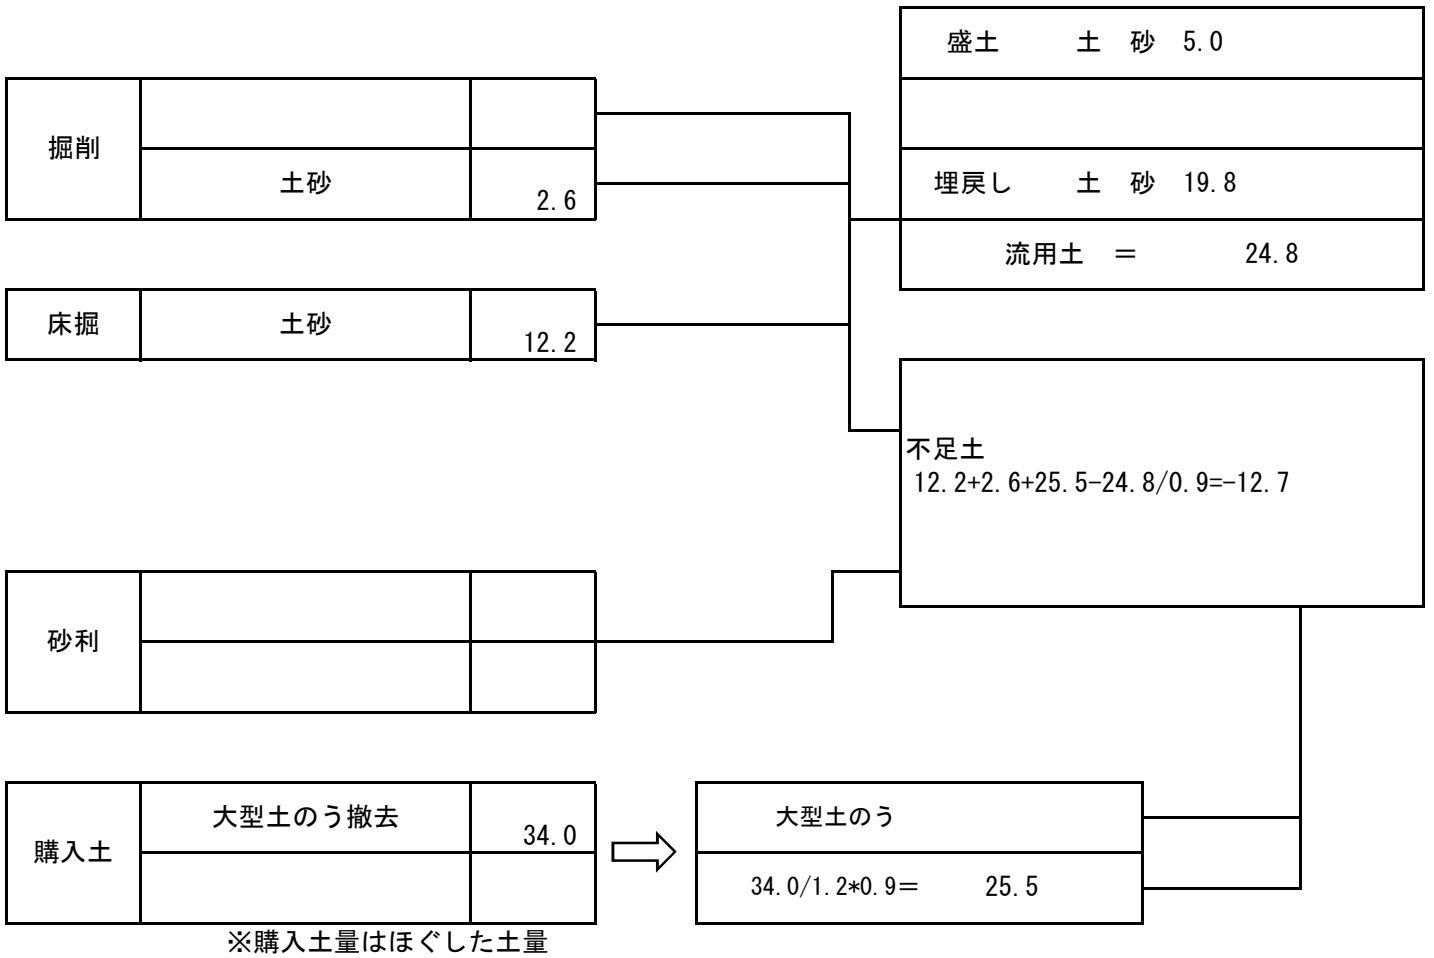 盛土 土 砂 5.0
掘削
土砂 2.6
埋戻し 土 砂 19.8
流用土 = 24.8
床掘 土砂 12.2
不足土
12.2+2.6+25.5-24.8/0.9=-12.7
砂利
購入土
大型土のう撤去 34.0
大型土のう
34.0/1.2*0.9= 25.5
※購入土量はほぐした土量